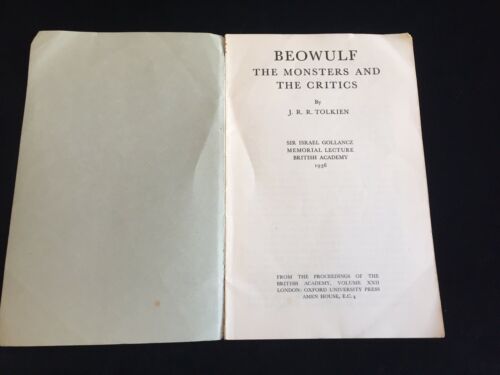 BEOWULF
THE MONSTERS AND
THE CRITICS
By
J. R. R. TOLKIEN
SIR ISRAEL GOLLANCZ
MEMORIAL LECTURE
BRITISH ACADEMY
1936
FROM THE PROCEEDINGS OF THE
BRITISH ACADEMY, VOLUME XXII
LONDON: OXFORD UNIVERSITY PRESS
AMEN HOUSE, E.C. 4